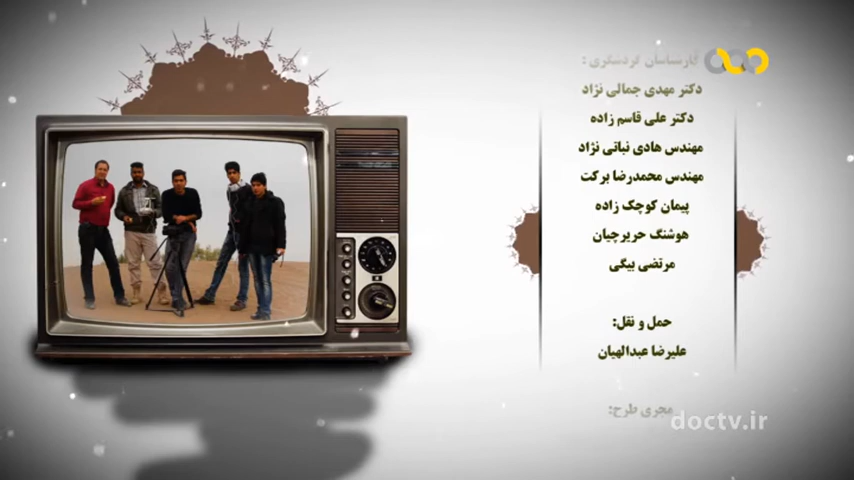 کارشناسان گردشگری :
دکتر مهدی جمالی نژاد
دکتر علی قاسم زاده
مهندس هادی نباتی نژاد
مهندس محمدرضا برکت
پیمان کوچک زاده
هوشنگ حریرچیان
مرتضی بیگی
حمل و نقل:
علیرضا عبدالهیان
مجری طرح:
doctv.ir